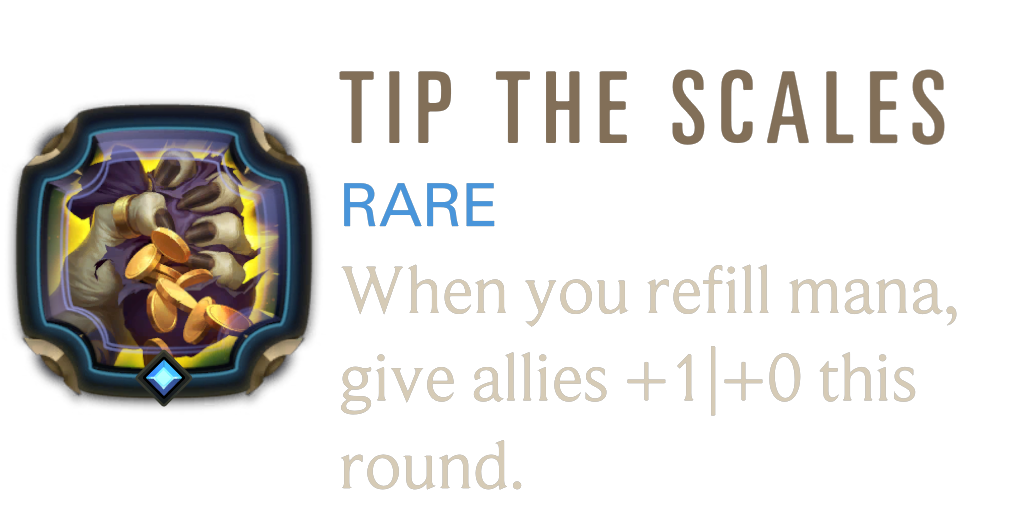 TIP THE SCALES
RARE
When you refill mana,
give allies +1|+0 this
round.